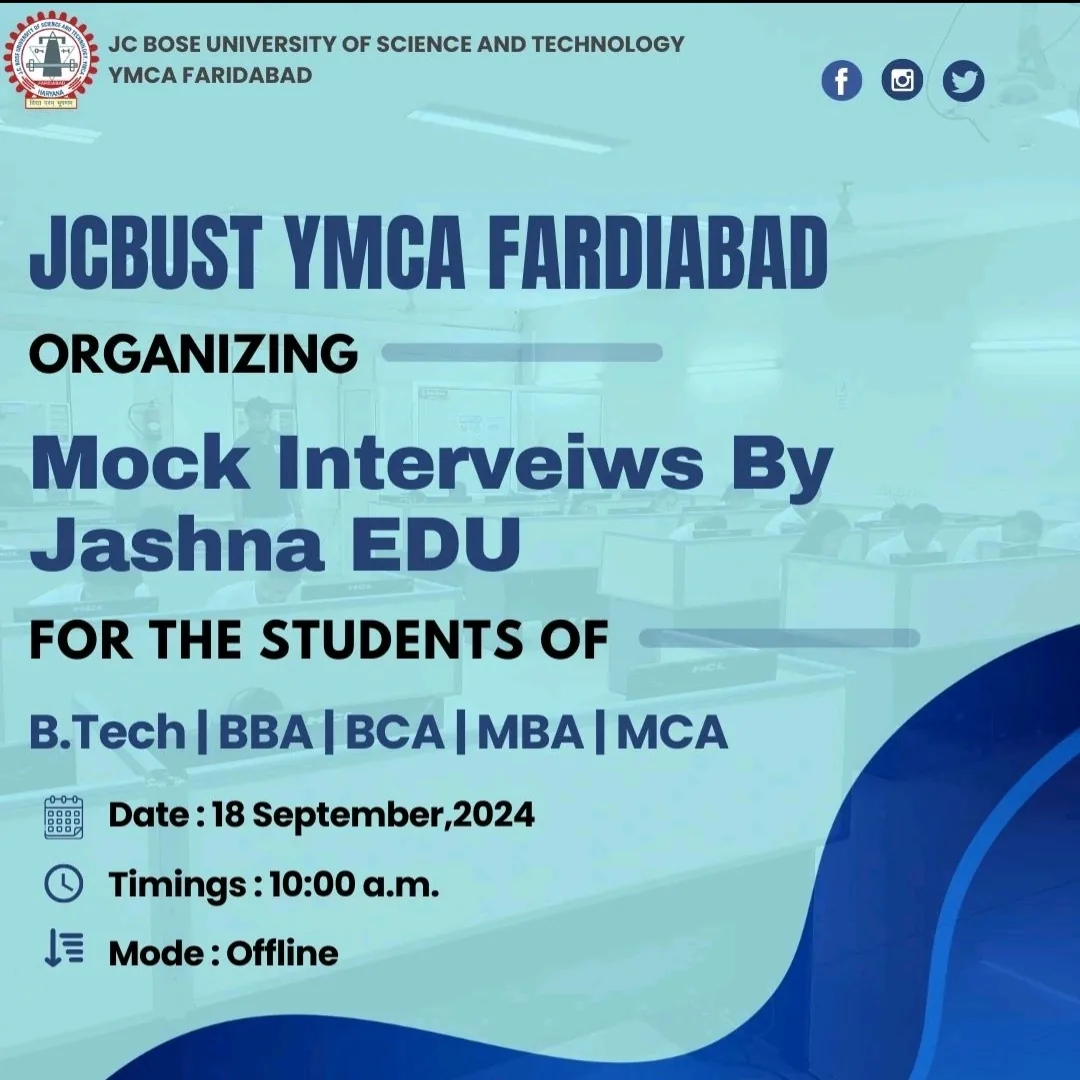 JC BOSE UNIVERSITY OF SCIENCE AND TECHNOLOGY
YMCA FARIDABAD
JCBUST YMCA FARDIABAD
ORGANIZING
Mock Interveiws By
Jashna EDU
FOR THE STUDENTS OF
B.Tech | BBA | BCA | MBA | MCA
Date : 18 September,2024
Timings : 10:00 a.m.
Mode : Offline